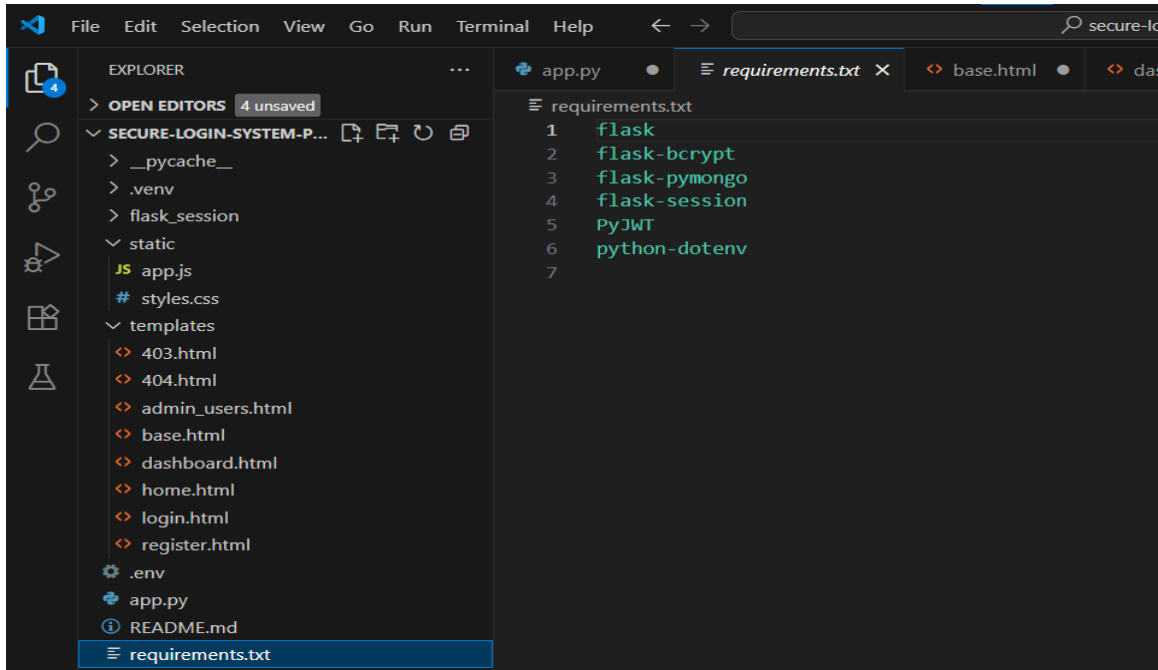 File Edit Selection View Go Run Terminal Help ← → secure-lo
EXPLORER ...
4
> OPEN EDITORS 4 unsaved
SECURE-LOGIN-SYSTEM-P...
> __pycache__
> .venv
> flask_session
static
JS app.js
# styles.css
templates
<> 403.html
<> 404.html
<> admin_users.html
<> base.html
<> dashboard.html
<> home.html
<> login.html
<> register.html
.env
app.py
README.md
requirements.txt
app.py ● requirements.txt × <> base.html ● <> das
requirements.txt
1 flask
2 flask-bcrypt
3 flask-pymongo
4 flask-session
5 PyJWT
6 python-dotenv
7